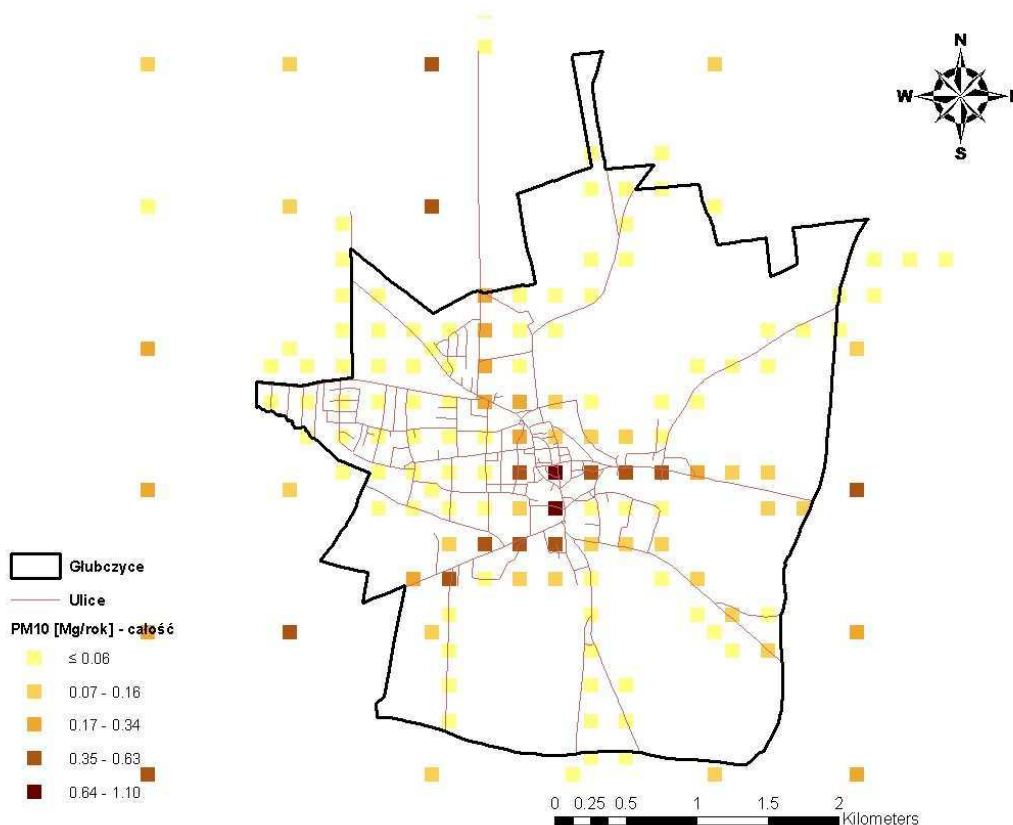 N
W
S
Głubczyce
Ulice
PM10 [Mg/rok] - całość
≤ 0.06
0.07 - 0.16
0.17 - 0.34
0.35 - 0.63
0.64 - 1.10
0 0.25 0.5 1 1.5 2
Kilometers